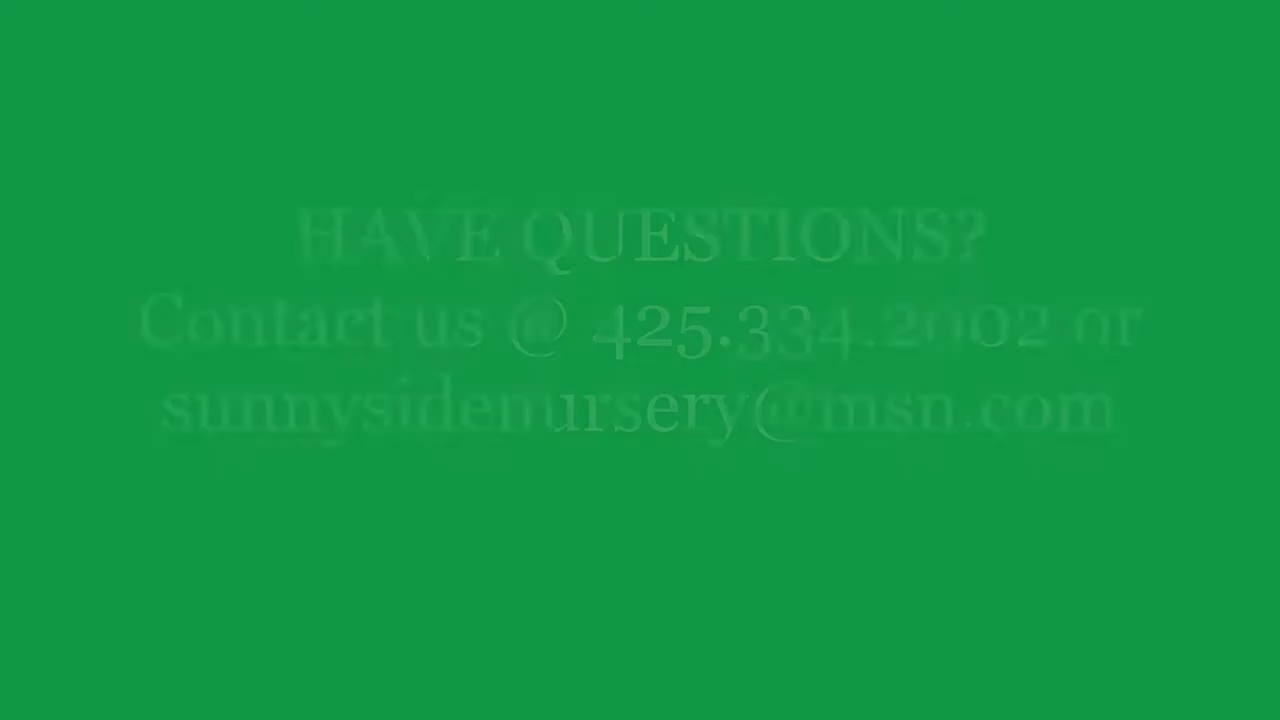 HAVE QUESTIONS?
Contact us @ 425.334.2002 or
sunnysidenursery@msn.com